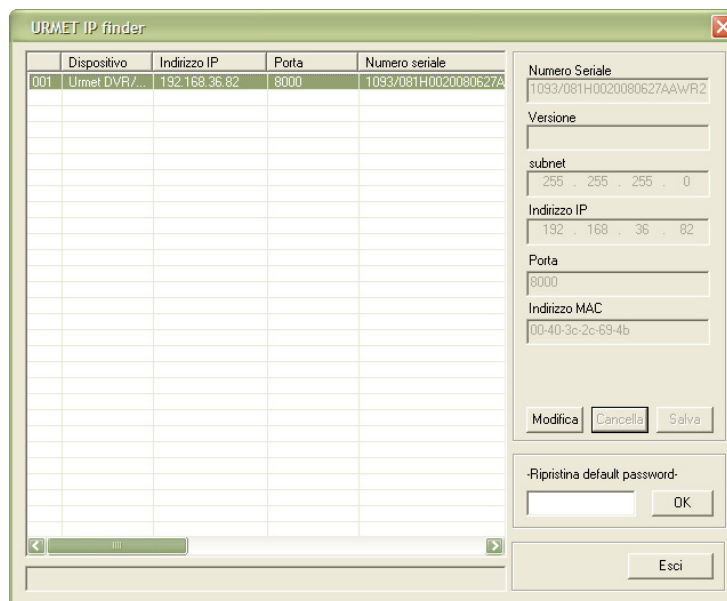 URMET IP finder
Dispositivo Indirizzo IP Porta Numero seriale
001 Urmet DVR/... 192.168.36.82 8000 1093/081H0020080627A
Numero Seriale
1093/081H0020080627AAWR2
Versione
subnet
255 . 255 . 255 . 0
Indirizzo IP
192 . 168 . 36 . 82
Porta
8000
Indirizzo MAC
00-40-3c-2c-69-4b
Modifica Cancella Salva
-Ripristina default password-
OK
Esci